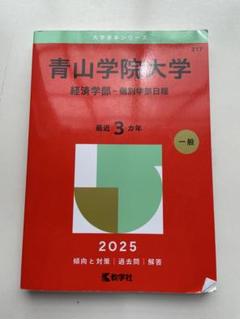 大学赤本シリーズ
217
青山学院大学
経済学部－個別学部日程
最近3カ年
一般
2025
傾向と対策｜過去問｜解答
教学社